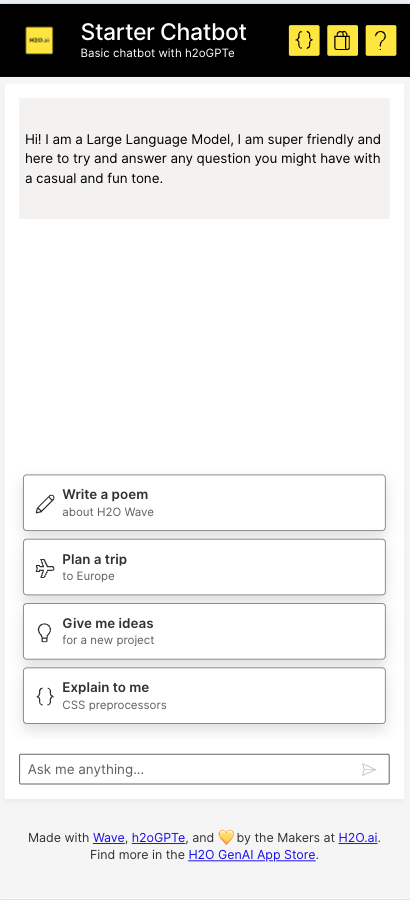 H2O.ai
Starter Chatbot
Basic chatbot with h2oGPTe
Hi! I am a Large Language Model, I am super friendly and
here to try and answer any question you might have with
a casual and fun tone.
Write a poem
about H2O Wave
Plan a trip
to Europe
Give me ideas
for a new project
Explain to me
CSS preprocessors
Ask me anything...
Made with Wave, h2oGPTe, and 💛 by the Makers at H2O.ai.
Find more in the H2O GenAI App Store.